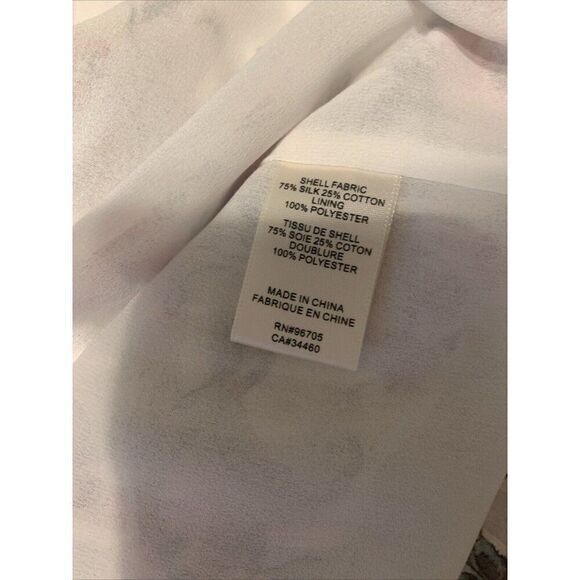 SHELL FABRIC
75% SILK 25% COTTON
LINING
100% POLYESTER
TISSU DE SHELL
75% SOIE 25% COTON
DOUBLURE
100% POLYESTER
MADE IN CHINA
FABRIQUE EN CHINE
RN#96705
CA#34460